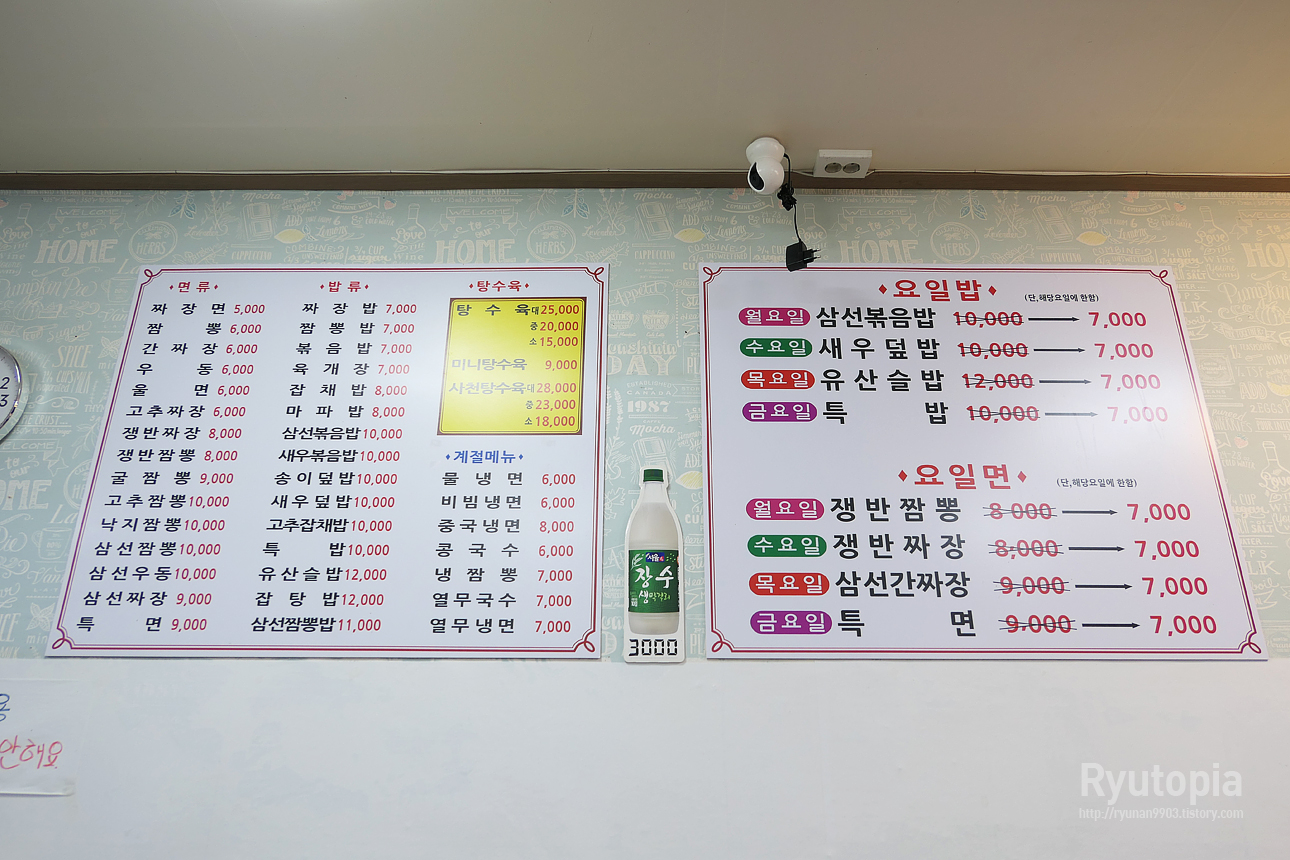 면류
짜장면 5,000
짬뽕 6,000
간짜장 6,000
우동 6,000
울면 6,000
고추짜장 6,000
쟁반짜장 8,000
쟁반짬뽕 8,000
굴짬뽕 9,000
고추짬뽕 10,000
낙지짬뽕 10,000
삼선짬뽕 10,000
삼선우동 10,000
삼선짜장 9,000
특면 9,000
밥류
짜장밥 7,000
짬뽕밥 7,000
볶음밥 7,000
육개장 7,000
잡채밥 8,000
마파밥 8,000
삼선볶음밥 10,000
새우볶음밥 10,000
송이덮밥 10,000
새우덮밥 10,000
고추잡채밥 10,000
특밥 10,000
유산슬밥 12,000
잡탕밥 12,000
삼선짬뽕밥 11,000
탕수육
탕수육 대 25,000
중 20,000
소 15,000
미니탕수육 9,000
사천탕수육 대 28,000
중 23,000
소 18,000
계절메뉴
물냉면 6,000
비빔냉면 6,000
중국냉면 8,000
콩국수 6,000
냉짬뽕 7,000
열무국수 7,000
열무냉면 7,000
서울
장수
생막걸리
3000
요일밥 (단,해당요일에 한함)
월요일 삼선볶음밥 10,000 → 7,000
수요일 새우덮밥 10,000 → 7,000
목요일 유산슬밥 12,000 → 7,000
금요일 특밥 10,000 → 7,000
요일면 (단,해당요일에 한함)
월요일 쟁반짬뽕 8,000 → 7,000
수요일 쟁반짜장 8,000 → 7,000
목요일 삼선간짜장 9,000 → 7,000
금요일 특면 9,000 → 7,000
용
안해요
Ryutopia
http://ryunan9903.tistory.com